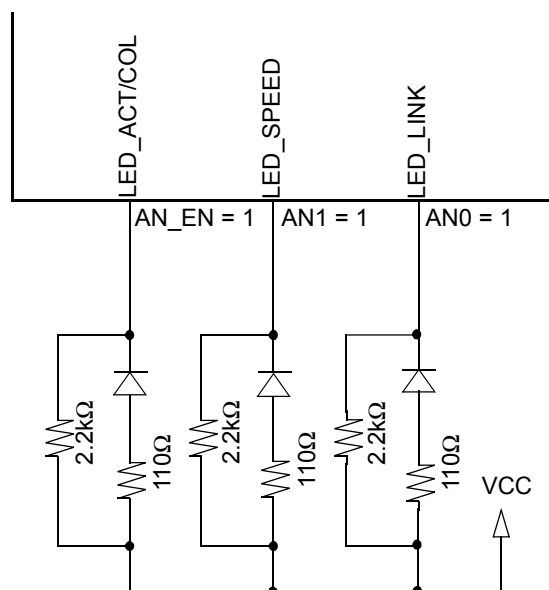 LED_ACT/COL
LED_SPEED
LED_LINK
AN_EN = 1
AN1 = 1
AN0 = 1
2.2kΩ
110Ω
2.2kΩ
110Ω
2.2kΩ
110Ω
VCC